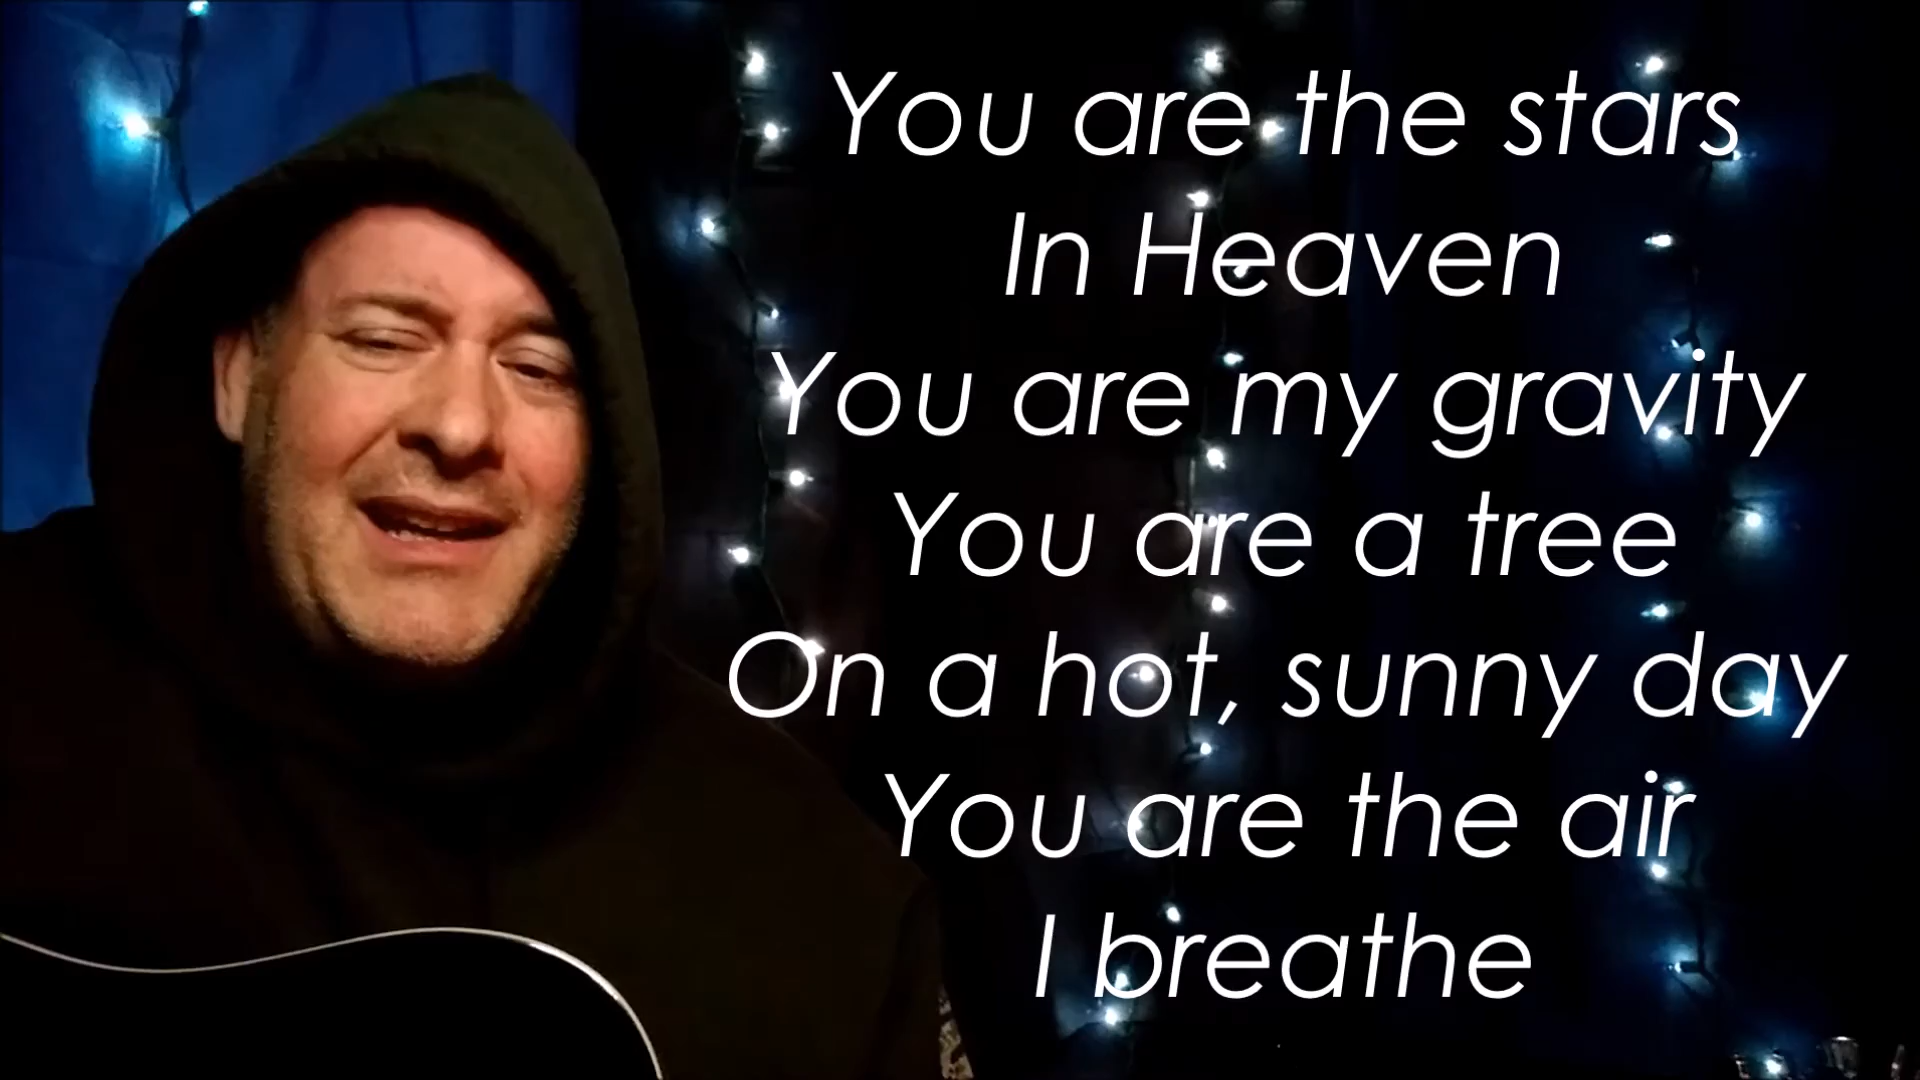 You are the stars
In Heaven
You are my gravity
You are a tree
On a hot, sunny day
You are the air
I breathe